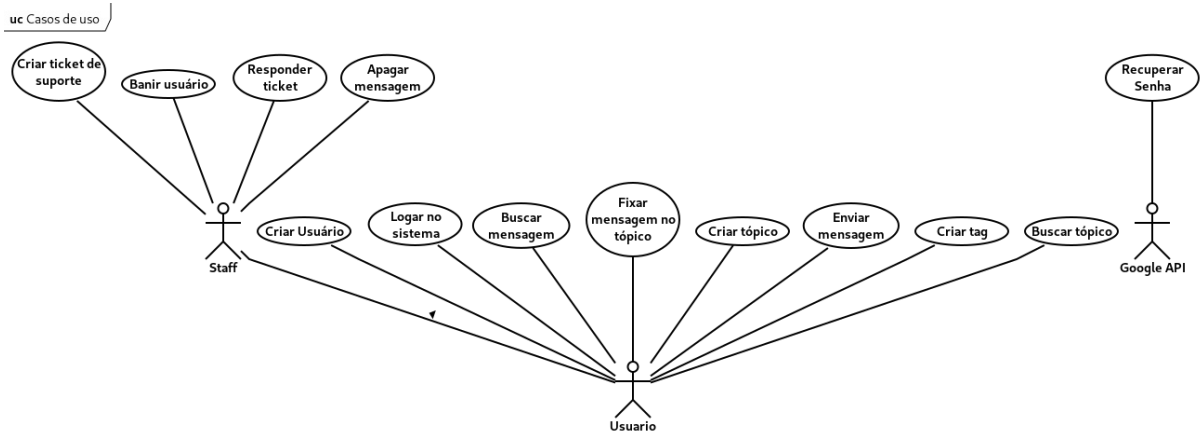 uc Casos de uso
Criar ticket de
suporte
Banir usuário
Responder
ticket
Apagar
mensagem
Recuperar
Senha
Staff
Criar Usuário
Logar no
sistema
Buscar
mensagem
Fixar
mensagem no
tópico
Criar tópico
Enviar
mensagem
Criar tag
Buscar tópico
Google API
Usuario